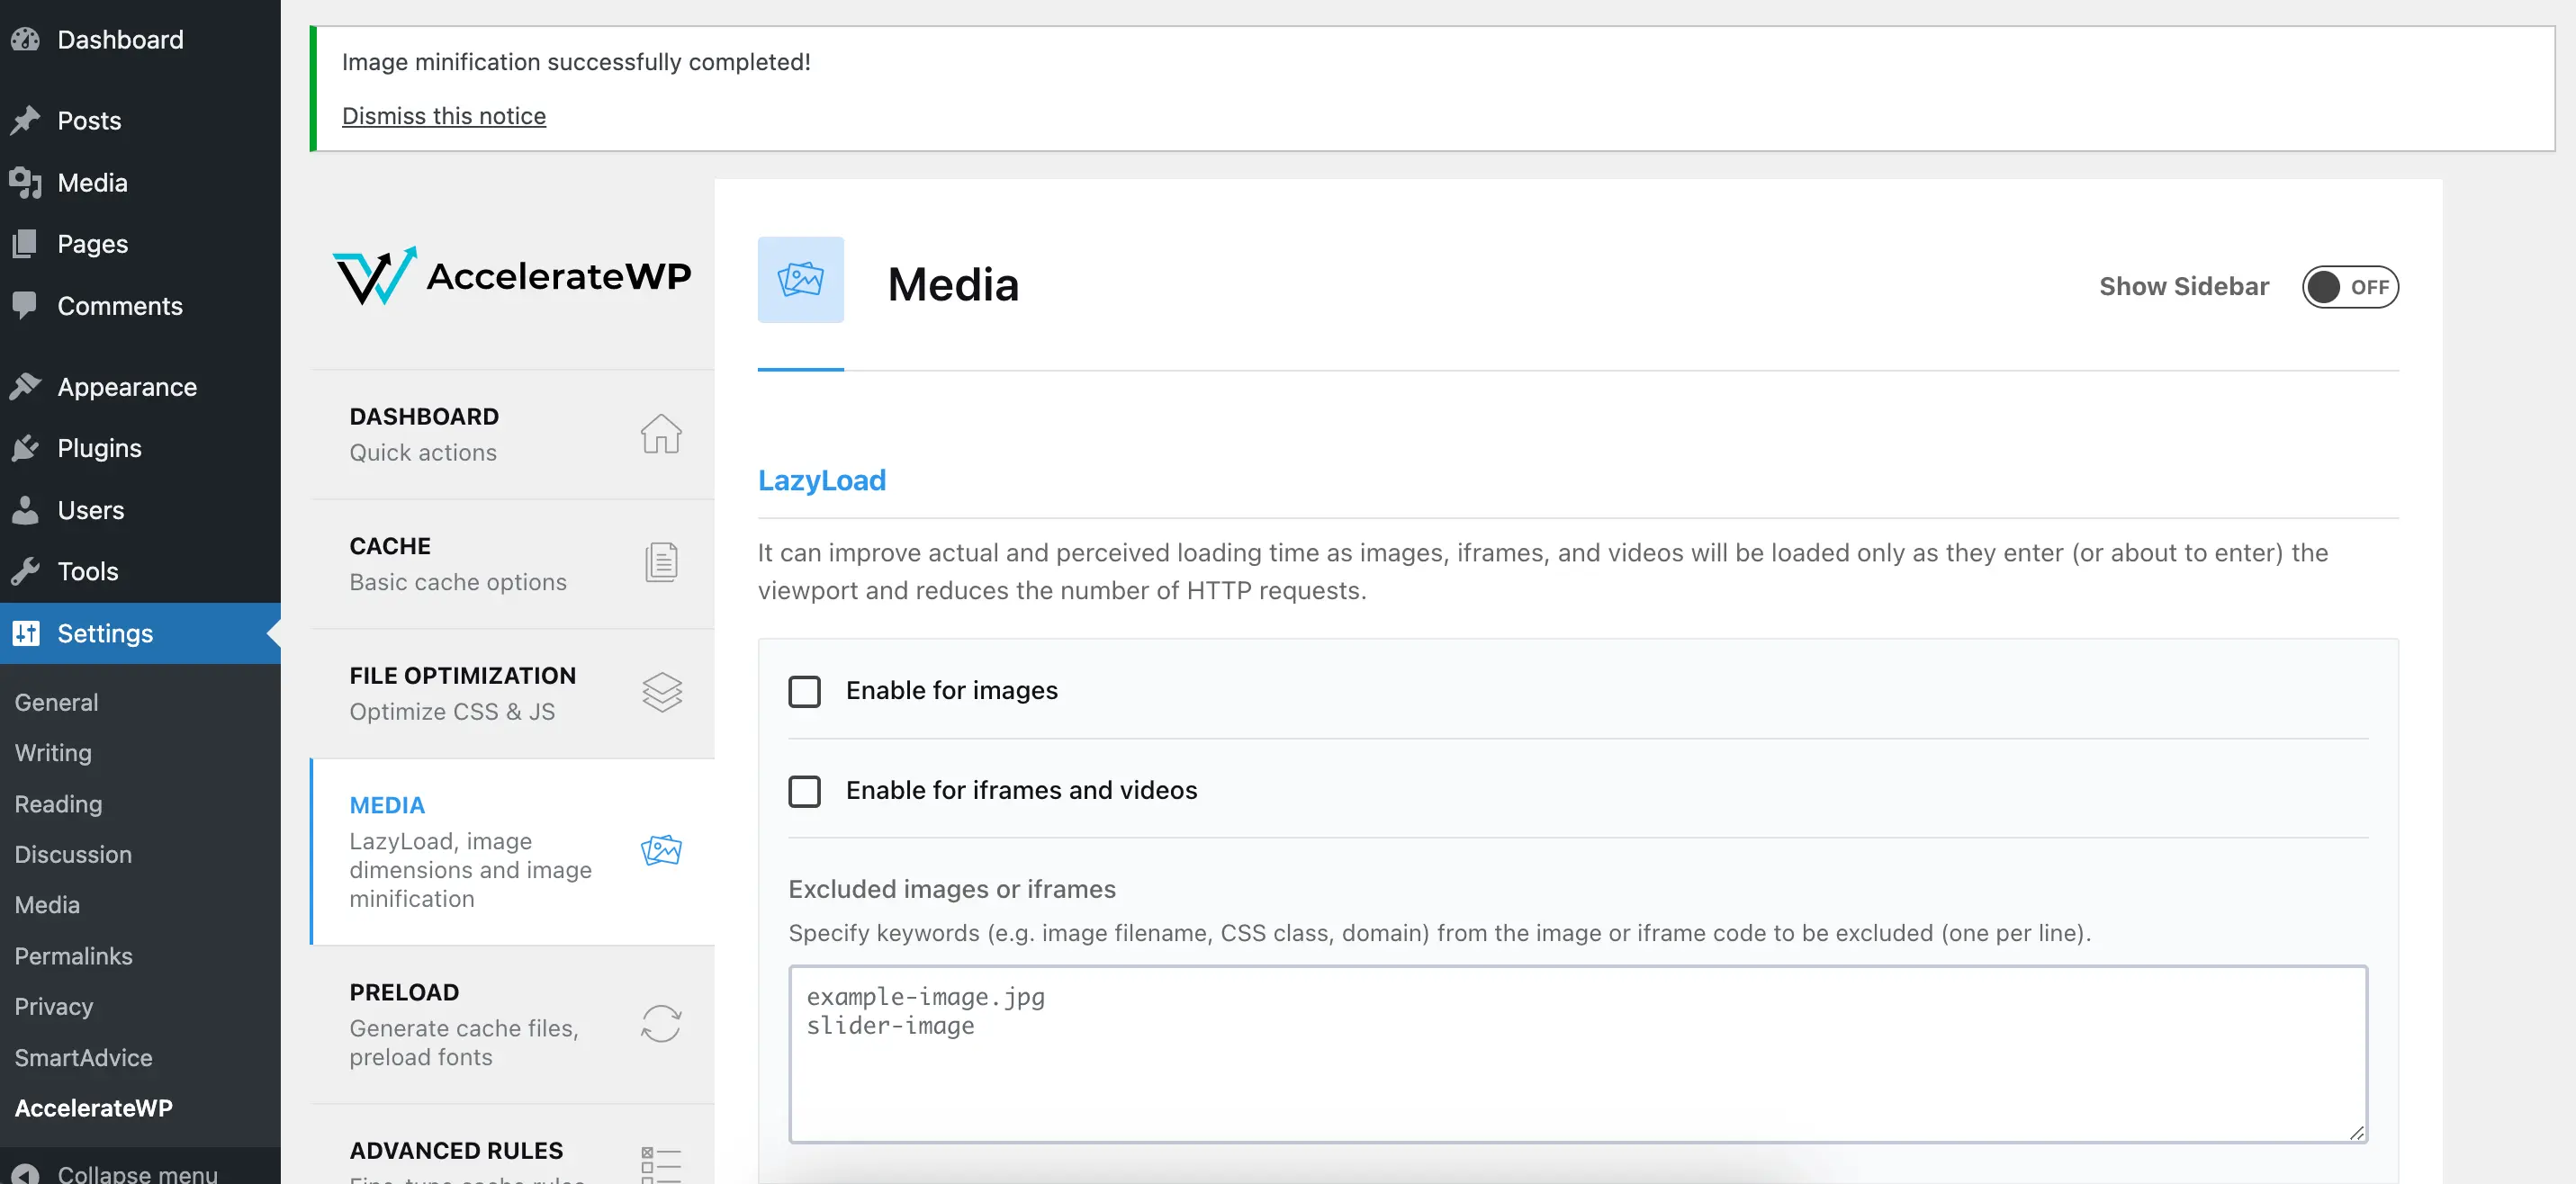 Dashboard
Posts
Media
Pages
Comments
Appearance
Plugins
Users
Tools
Settings
General
Writing
Reading
Discussion
Media
Permalinks
Privacy
SmartAdvice
AccelerateWP
Collapse menu
Image minification successfully completed!
Dismiss this notice
AccelerateWP
DASHBOARD
Quick actions
CACHE
Basic cache options
FILE OPTIMIZATION
Optimize CSS & JS
MEDIA
LazyLoad, image
dimensions and image
minification
PRELOAD
Generate cache files,
preload fonts
ADVANCED RULES
Fine-tune cache rules
Media
Show Sidebar
OFF
LazyLoad
It can improve actual and perceived loading time as images, iframes, and videos will be loaded only as they enter (or about to enter) the
viewport and reduces the number of HTTP requests.
Enable for images
Enable for iframes and videos
Excluded images or iframes
Specify keywords (e.g. image filename, CSS class, domain) from the image or iframe code to be excluded (one per line).
example-image.jpg
slider-image